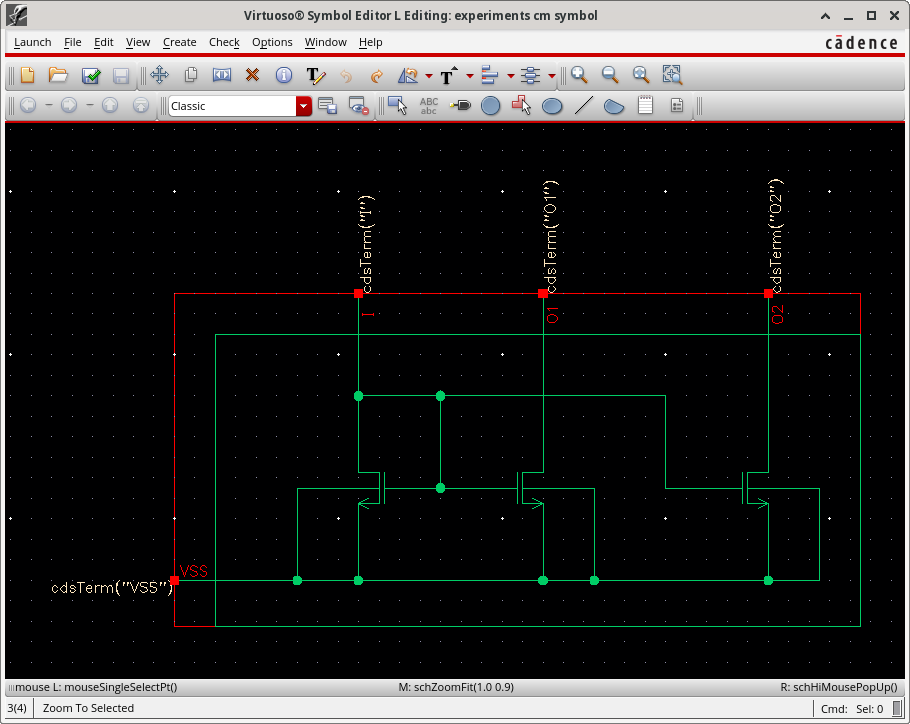 Virtuoso® Symbol Editor L Editing: experiments cm symbol
Launch File Edit View Create Check Options Window Help
cādence
T T
Classic
ABC
abc
cdsTerm("I")
cdsTerm("O1")
cdsTerm("O2")
I
O1
O2
VSS
cdsTerm("VSS")
mouse L: mouseSingleSelectPt() M: schZoomFit(1.0 0.9) R: schHiMousePopUp()
3(4) Zoom To Selected Cmd: Sel: 0